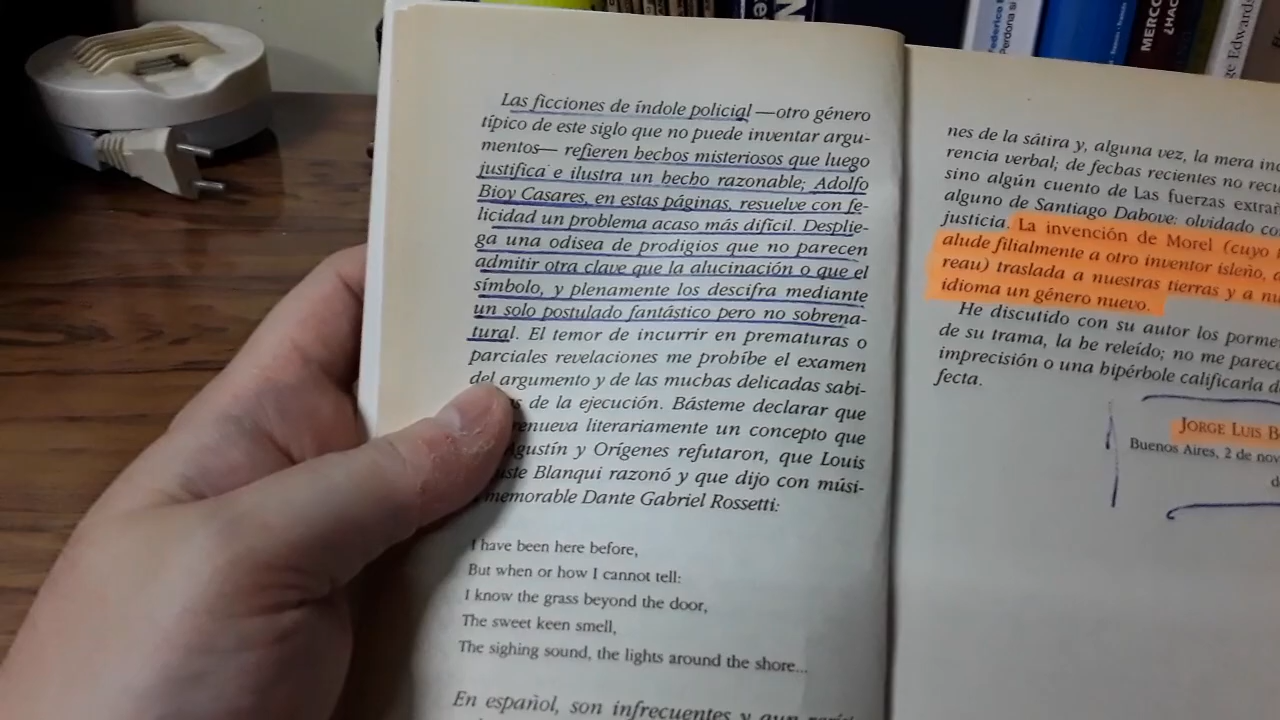 Las ficciones de índole policial —otro género
típico de este siglo que no puede inventar argu-
mentos— refieren hechos misteriosos que luego
justifica e ilustra un hecho razonable; Adolfo
Bioy Casares, en estas páginas, resuelve con fe-
licidad un problema acaso más difícil. Desplie-
ga una odisea de prodigios que no parecen
admitir otra clave que la alucinación o que el
símbolo, y plenamente los descifra mediante
un solo postulado fantástico pero no sobrena-
tural. El temor de incurrir en prematuras o
parciales revelaciones me prohíbe el examen
del argumento y de las muchas delicadas sabi-
de la ejecución. Básteme declarar que
renueva literariamente un concepto que
Agustín y Orígenes refutaron, que Louis
razonó y que dijo con músi-
memorable Dante Gabriel Rossetti:
I have been here before,
But when or how I cannot tell:
I know the grass beyond the door,
The sweet keen smell,
The sighing sound, the lights around the shore...
En español, son infrecuentes y aun
nes de la sátira y, alguna vez, la mera
rencia verbal; de fechas recientes no
sino algún cuento de Las fuerzas
alguno de Santiago Dabove: olvidado
justicia. La invención de Morel (cuyo
alude filialmente a otro inventor isleño,
reau) traslada a nuestras tierras y a
idioma un género nuevo.
He discutido con su autor los
de su trama, la he releído; no me
imprecisión o una hipérbole calificarla
fecta.
JORGE LUIS
Buenos Aires, 2 de
MERCO
¿HAC
Perdona si
ge Edwards